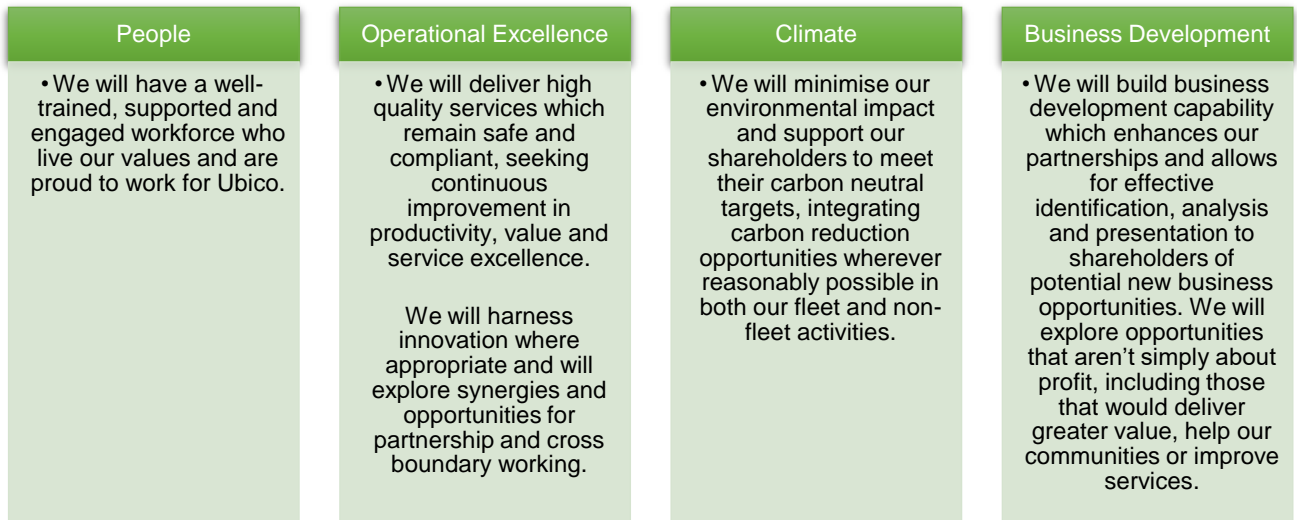 People
• We will have a well-
trained, supported and
engaged workforce who
live our values and are
proud to work for Ubico.
Operational Excellence
• We will deliver high
quality services which
remain safe and
compliant, seeking
continuous
improvement in
productivity, value and
service excellence.
We will harness
innovation where
appropriate and will
explore synergies and
opportunities for
partnership and cross
boundary working.
Climate
• We will minimise our
environmental impact
and support our
shareholders to meet
their carbon neutral
targets, integrating
carbon reduction
opportunities wherever
reasonably possible in
both our fleet and non-
fleet activities.
Business Development
• We will build business
development capability
which enhances our
partnerships and allows
for effective
identification, analysis
and presentation to
shareholders of
potential new business
opportunities. We will
explore opportunities
that aren't simply about
profit, including those
that would deliver
greater value, help our
communities or improve
services.